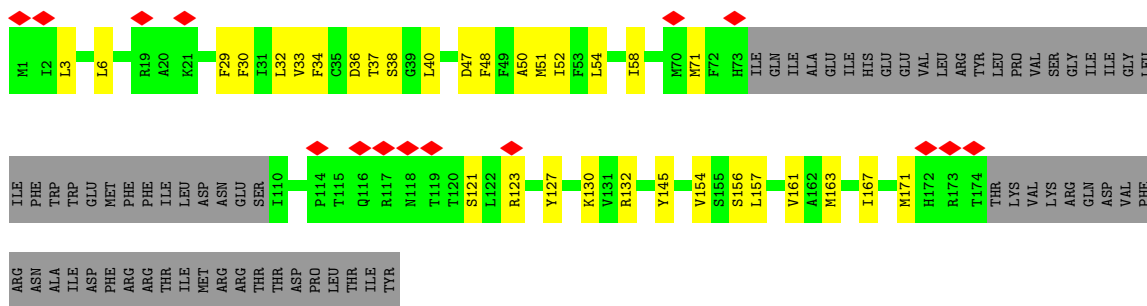 M1 I2 L3 L6 R19 A20 K21 F29 F30 I31 L32 V33 F34 C35 D36 T37 S38 G39 L40 D47 F48 F49 A50 M51 I52 F53 L54 I58 M70 M71 F72 H73 ILE GLN ILE ALA GLU ILE HIS GLU GLU VAL LEU ARG TYR LEU PRO VAL SER GLY ILE ILE GLY LEU
ILE PHE TRP TRP GLU MET PHE PHE ILE LEU ASP ASN GLU SER I110 P114 T115 Q116 R117 N118 T119 T120 S121 L122 R123 Y127 K130 V131 R132 Y145 V154 S155 S156 L157 V161 A162 M163 I167 M171 H172 R173 T174 THR LYS VAL LYS ARG GLN ASP VAL PHE
ARG ASN ALA ILE ASP PHE ARG ARG THR ILE MET ARG ARG THR THR ASP PRO LEU THR ILE TYR